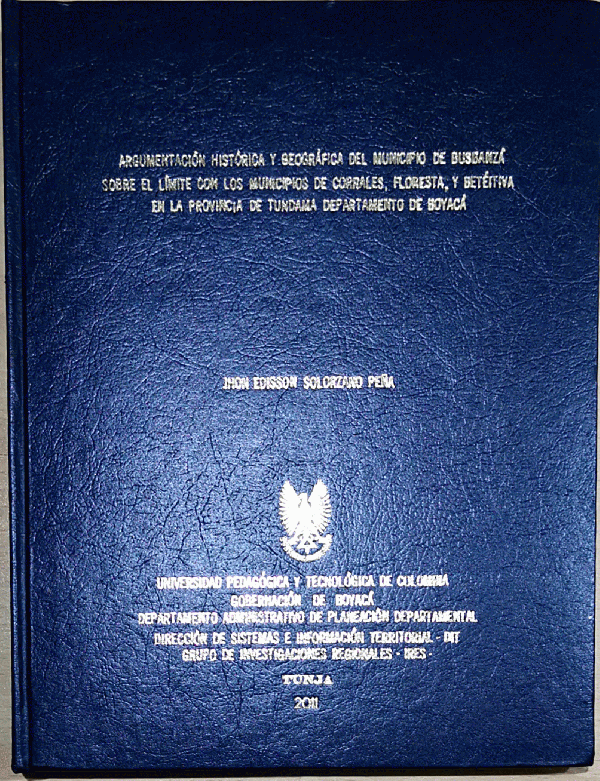 ARGUMENTACIÓN HISTÓRICA Y GEOGRÁFICA DEL MUNICIPIO DE BUSBANZÁ
SOBRE EL LÍMITE CON LOS MUNICIPIOS DE CORRALES, FLORESTA, Y BETÉITIVA
EN LA PROVINCIA DE TUNDAMA DEPARTAMENTO DE BOYACÁ
JHON EDISSON SOLORZANO PEÑA
UNIVERSIDAD PEDAGÓGICA Y TECNOLÓGICA DE COLOMBIA
GOBERNACIÓN DE BOYACÁ
DEPARTAMENTO ADMINISTRATIVO DE PLANEACIÓN DEPARTAMENTAL
DIRECCIÓN DE SISTEMAS E INFORMACIÓN TERRITORIAL - DIT
GRUPO DE INVESTIGACIONES REGIONALES - IRES -
TUNJA
2011